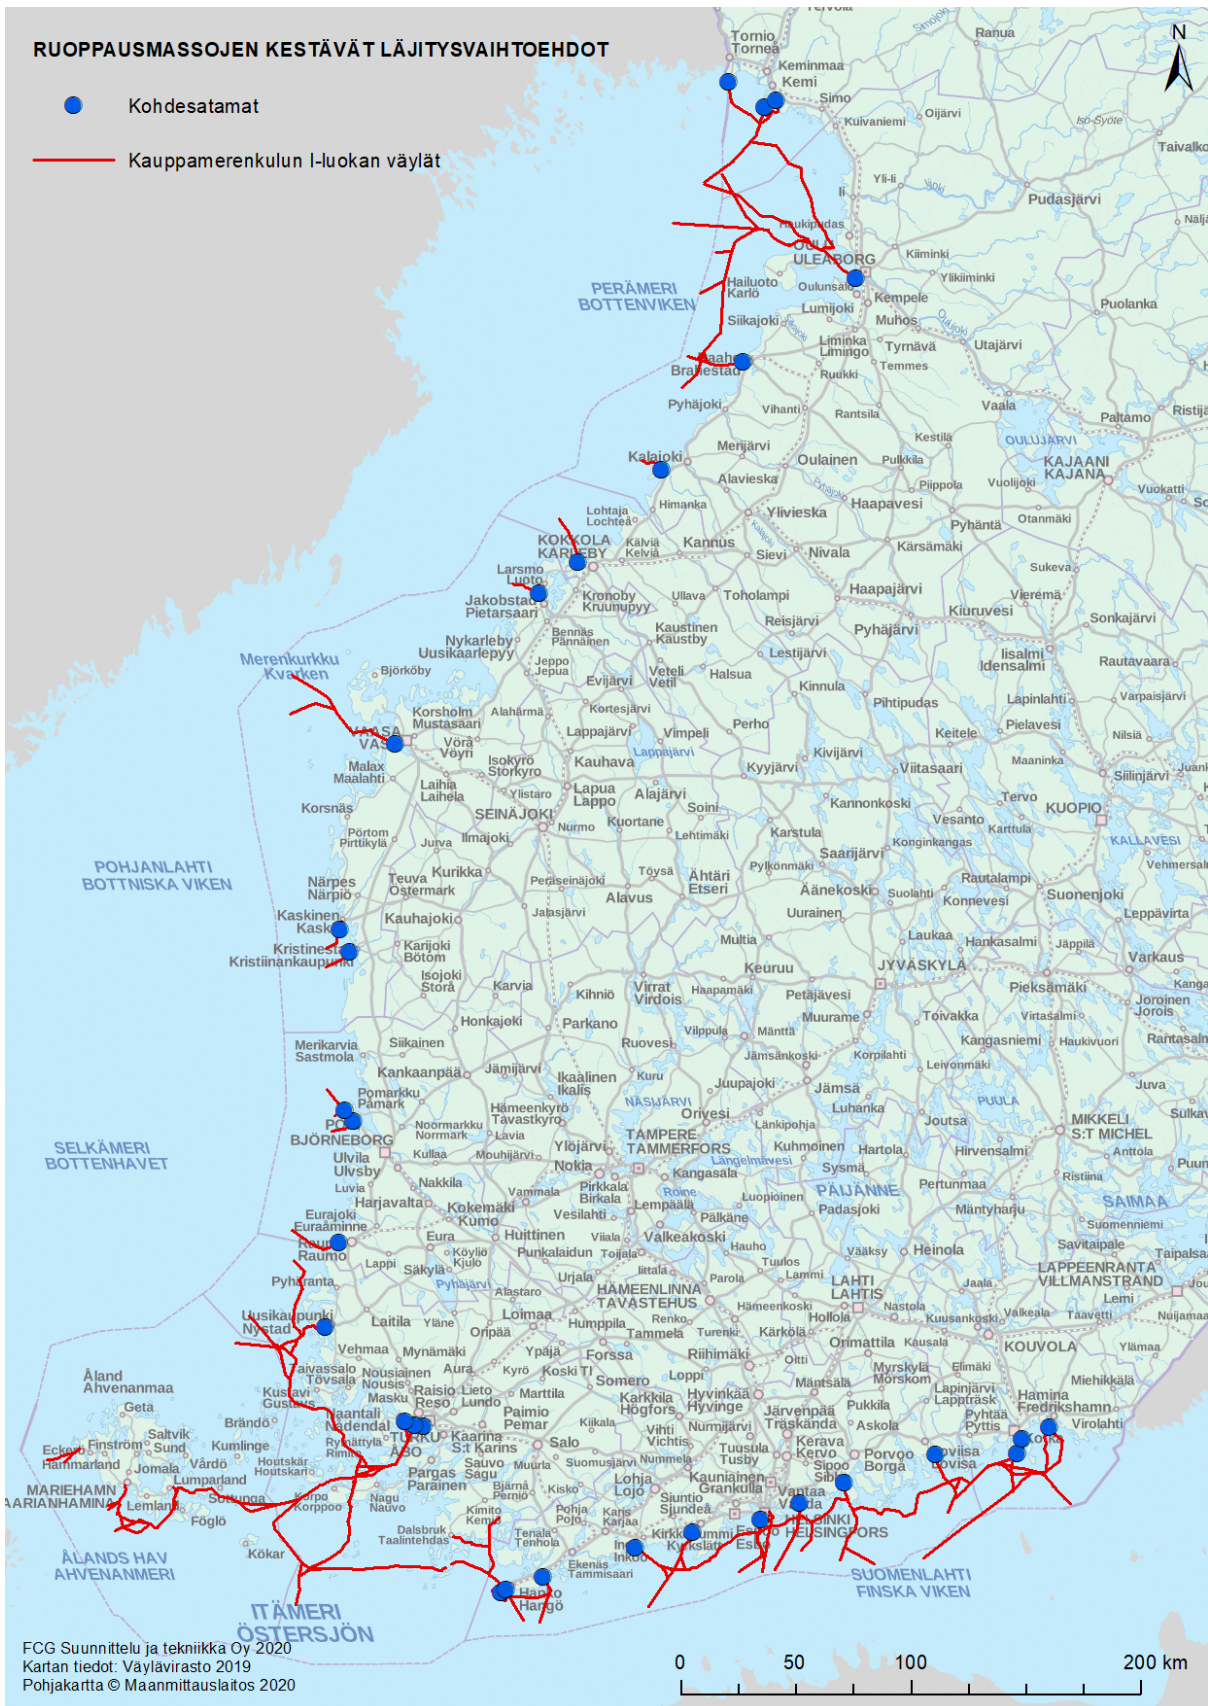 RUOPPAUSMASSOJEN KESTÄVÄT LÄJITYSVAIHTOEHDOT
Kohdesatamat
Kauppamerenkulun I-luokan väylät
N
Tervola
Simojoki
Ranua
Tornio
Torneå
Keminmaa
Kemi
Simo
Kuivaniemi
Oijärvi
Iso-Syöte
Taivalko
Ii
Yli-Ii
Iijoki
Pudasjärvi
Haukipudas
ULEÅBORG
Kiiminki
Ylikiiminki
Oulunsalo
Kempele
Hailuoto
Karlö
Lumijoki
Muhos
Oulujoki
Puolanka
PERÄMERI
BOTTENVIKEN
Siikajoki
Siikajoki
Liminka
Limingo
Tyrnävä
Utajärvi
Temmes
Ruukki
Brahestad
Pyhäjoki
Vihanti
Rantsila
Vaala
Paltamo
Ristij
Kestilä
OULUJÄRVI
Merijärvi
Kalajoki
Oulainen
Pulkkila
KAJAANI
KAJANA
Alavieska
Piippola
Vuolijoki
Vuokatti
Pyhäjoki
Haapavesi
Himanka
Lohtaja
Lochteå
Ylivieska
Pyhäntä
Otanmäki
Kalajoki
KOKKOLA
KARLEBY
Kälviä
Kelviå
Kannus
Sievi
Nivala
Kärsämäki
Sukeva
Larsmo
Luoto
Jakobstad
Pietarsaari
Kronoby
Kruunupyy
Ullava
Toholampi
Haapajärvi
Vieremä
Kiuruvesi
Sonkajärvi
Reisjärvi
Pyhäjärvi
Bennäs
Pännäinen
Kaustinen
Kaustby
Nykarleby
Uusikaarlepyy
Lestijärvi
Iisalmi
Idensalmi
Rautavaara
Merenkurkku
Kvarken
Björköby
Jeppo
Jepua
Veteli
Vetil
Halsua
Evijärvi
Kinnula
Pihtipudas
Lapinlahti
Varpaisjärvi
Korsholm
Mustasaari
Alahärmä
Kortesjärvi
Perho
Pielavesi
Keitele
Nilsiä
Lappajärvi
Vimpeli
Lappajärvi
Vörå
Vöyri
Kivijärvi
Isokyrö
Storkyro
Kauhava
Kyyjärvi
Viitasaari
Maaninka
Siilinjärvi
Malax
Maalahti
Laihia
Laihela
Ylistaro
Lapua
Lappo
Alajärvi
Kannonkoski
Tervo
KUOPIO
Korsnäs
SEINÄJOKI
Soini
Vesanto
Karttula
Nurmo
Kuortane
Lehtimäki
Karstula
Pörtom
Pirttikylä
Jurva
Ilmajoki
Konginkangas
KALLAVESI
Saarijärvi
Vehmersal
POHJANLAHTI
BOTTNISKA VIKEN
Kurikka
Töysä
Pylkönmäki
Närpes
Närpiö
Teuva
Östermark
Peräseinäjoki
Ähtäri
Etseri
Äänekoski
Suolahti
Rautalampi
Konnevesi
Suonenjoki
Alavus
Kaskinen
Kauhajoki
Jalasjärvi
Uurainen
Leppävirta
Laukaa
Hankasalmi
Jäppilä
Multia
Karijoki
Bötom
Kristiinankaupunki
Isojoki
Storå
Karvia
Kihniö
Virrat
Virdois
Keuruu
Haapamäki
Petäjävesi
JYVÄSKYLÄ
Varkaus
Pieksämäki
Muurame
Toivakka
Virtasalmi
Joroinen
Jorois
Honkajoki
Parkano
Vilppula
Mänttä
Merikarvia
Sastmola
Siikainen
Ruovesi
Jämsänkoski
Korpilahti
Kangasniemi
Haukivuori
Rantasalm
Leivonmäki
Kankaanpää
Jämijärvi
Ikaalinen
Ikalis
Kuru
Juupajoki
Jämsä
Juva
Pomarkku
Påmark
NÄSIJÄRVI
Orivesi
Luhanka
PUULA
Joutsa
Sulkav
Hämeenkyrö
Tavastkyro
Noormarkku
Norrmark
Lavia
BJÖRNEBORG
TAMPERE
TAMMERFORS
Länkipohja
Kuhmoinen
Hartola
MIKKELI
S:T MICHEL
SELKÄMERI
BOTTENHAVET
Ulvila
Ulvsby
Kullaa
Mouhijärvi
Ylöjärvi
Nokia
Kangasala
Längelmävesi
Sysmä
Hirvensalmi
Anttola
Ristiina
Puum
Luvia
Nakkila
Vammala
Pirkkala
Birkala
Roine
Lempäälä
Luopioinen
PÄIJÄNNE
Pertunmaa
SAIMAA
Harjavalta
Kokemäki
Kumo
Vesilahti
Pälkäne
Padasjoki
Mäntyharju
Suomenniemi
Eurajoki
Euraåminne
Huittinen
Viiala
Valkeakoski
Hauho
Vääksy
Heinola
Savitaipale
Raumo
Eura
Köyliö
Kjulo
Punkalaidun
Toijala
Tuulos
Taipalsa
Lappi
Säkylä
Urjala
Iittala
Parola
Lammi
LAPPEENRANTA
VILLMANSTRAND
Pyhäranta
Pyhäjärvi
Alastaro
HÄMEENLINNA
TAVASTEHUS
LAHTI
LAHTIS
Jaala
Lemi
Uusikaupunki
Nystad
Laitila
Yläne
Loimaa
Humppila
Renko
Hämeenkoski
Nastola
Kuusankoski
Valkeala
Taavetti
Nuijamaa
Hollola
Oripää
Tammela
Turenki
Kärkölä
Orimattila
Kausala
KOUVOLA
Vehmaa
Mynämäki
Ypäjä
Forssa
Riihimäki
Ylämaa
Taivassalo
Tövsala
Nousiainen
Nousis
Aura
Kyrö
Koski Tl
Loppi
Oitti
Myrskylä
Mörskom
Elimäki
Åland
Ahvenanmaa
Kustavi
Gustavs
Masku
Raisio
Reso
Lieto
Lundo
Marttila
Somero
Karkkila
Högfors
Hyvinkää
Hyvinge
Mäntsälä
Lapinjärvi
Lappträsk
Miehikkälä
Geta
Naantali
Nådendal
Paimio
Pemar
Kiikala
Järvenpää
Träskända
Pukkila
Askola
Pyhtää
Pyttis
Hamina
Fredrikshamn
Virolahti
Brändö
Saltvik
Nurmijärvi
Finström
Sund
Kumlinge
TURKU
ÅBO
Kaarina
S:t Karins
Salo
Vihti
Vichtis
Tuusula
Tusby
Kerava
Kervo
Porvoo
Borgå
Eckerö
Hammarland
Jomala
Vårdö
Houtskär
Houtskari
Sauvo
Sagu
Muurla
Suomusjärvi
Nummela
Sipoo
Lovisa
Lumparland
Pargas
Parainen
Lohja
Lojo
Kauniainen
Grankulla
MARIEHAMN
AARIANHAMINA
Lemland
Sottunga
Korpo
Korppoo
Nagu
Nauvo
Bjärnå
Perniö
Kisko
Siuntio
Sjundeå
Vantaa
Föglö
Kimito
Kemiö
Pohja
Pojo
Karis
Karjaa
HELSINKI
HELSINGFORS
Dalsbruk
Taalintehdas
Tenala
Tenhola
Kyrkslätt
Esbo
Kökar
Ekenäs
Tammisaari
Ingå
Inkoo
ÅLANDS HAV
AHVENANMERI
Hanko
Hangö
SUOMENLAHTI
FINSKA VIKEN
ITÄMERI
ÖSTERSJÖN
FCG Suunnittelu ja tekniikka Oy 2020
Kartan tiedot: Väylävirasto 2019
Pohjakartta © Maanmittauslaitos 2020
0 50 100 200 km